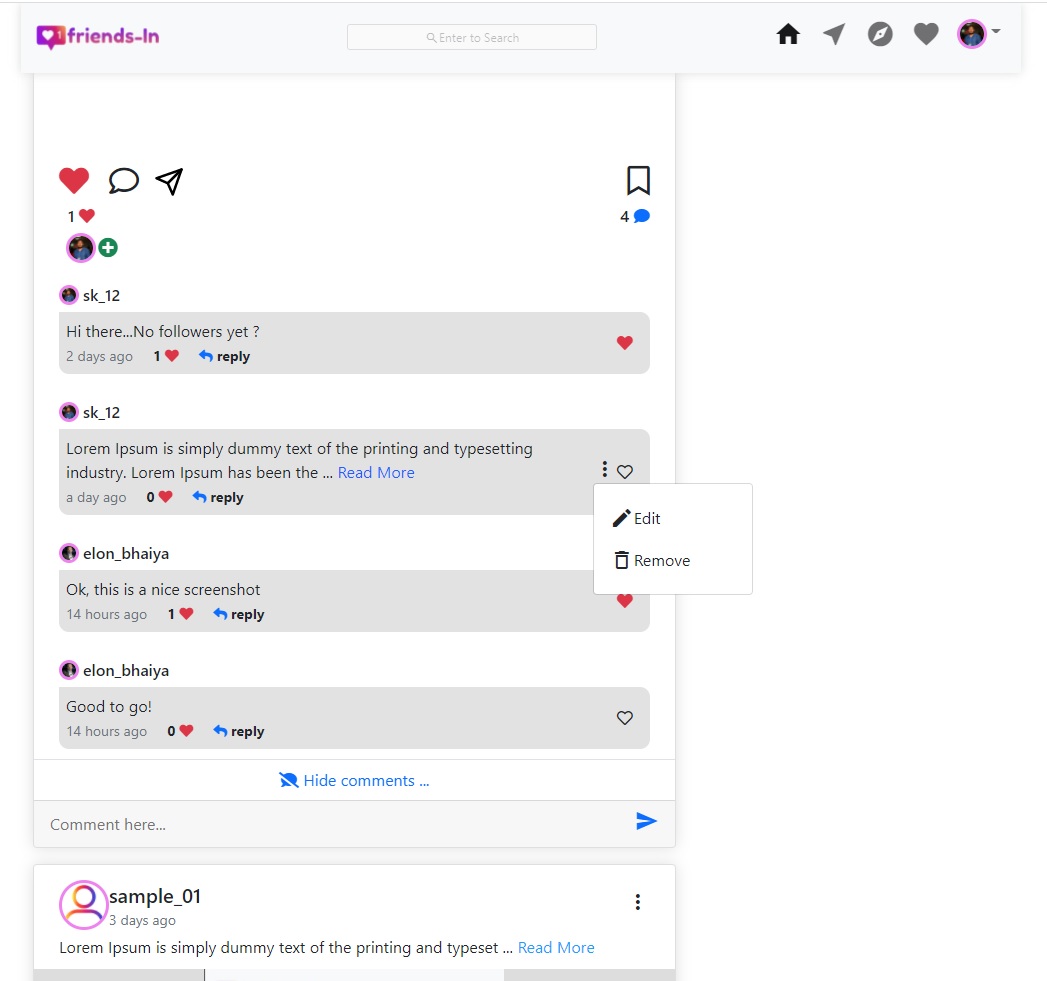 1 friends-In
Enter to Search
1
4
sk_12
Hi there...No followers yet ?
2 days ago 1 reply
sk_12
Lorem Ipsum is simply dummy text of the printing and typesetting
industry. Lorem Ipsum has been the ... Read More
a day ago 0 reply
Edit
Remove
elon_bhaiya
Ok, this is a nice screenshot
14 hours ago 1 reply
elon_bhaiya
Good to go!
14 hours ago 0 reply
Hide comments ...
Comment here...
sample_01
3 days ago
Lorem Ipsum is simply dummy text of the printing and typeset ... Read More